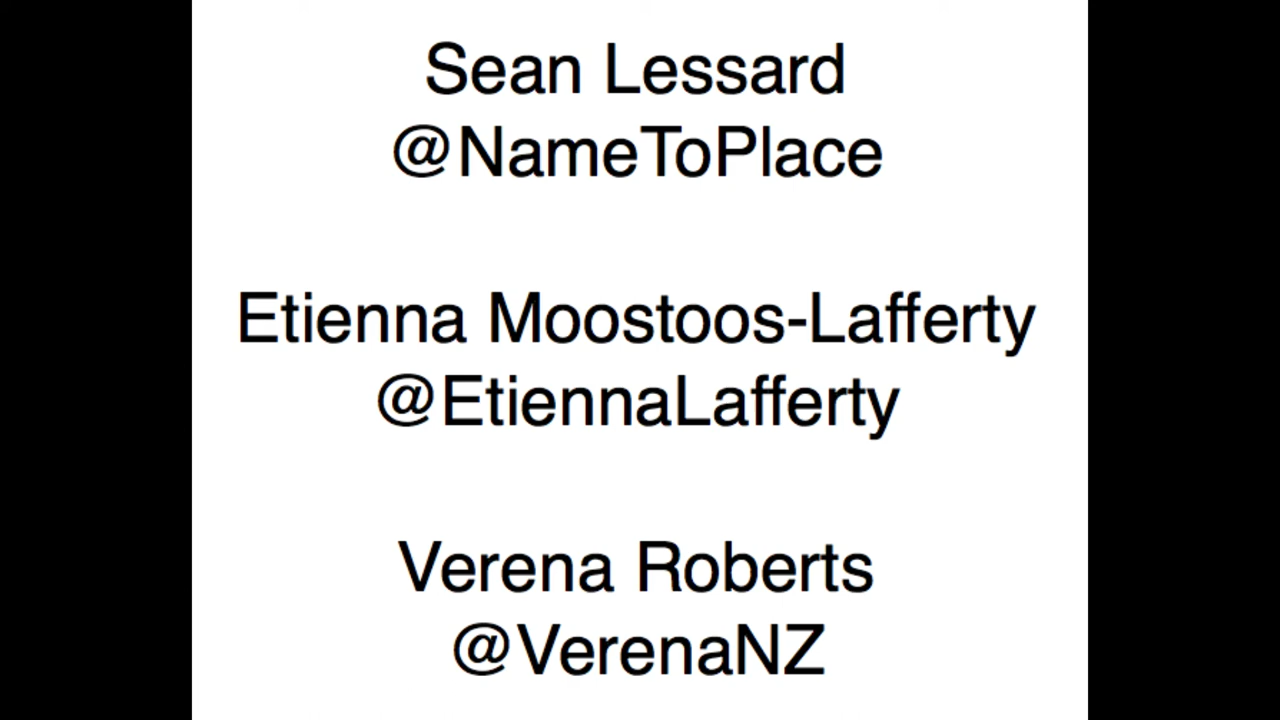 Sean Lessard
@NameToPlace
Etienna Moostoos-Lafferty
@EtiennaLafferty
Verena Roberts
@VerenaNZ